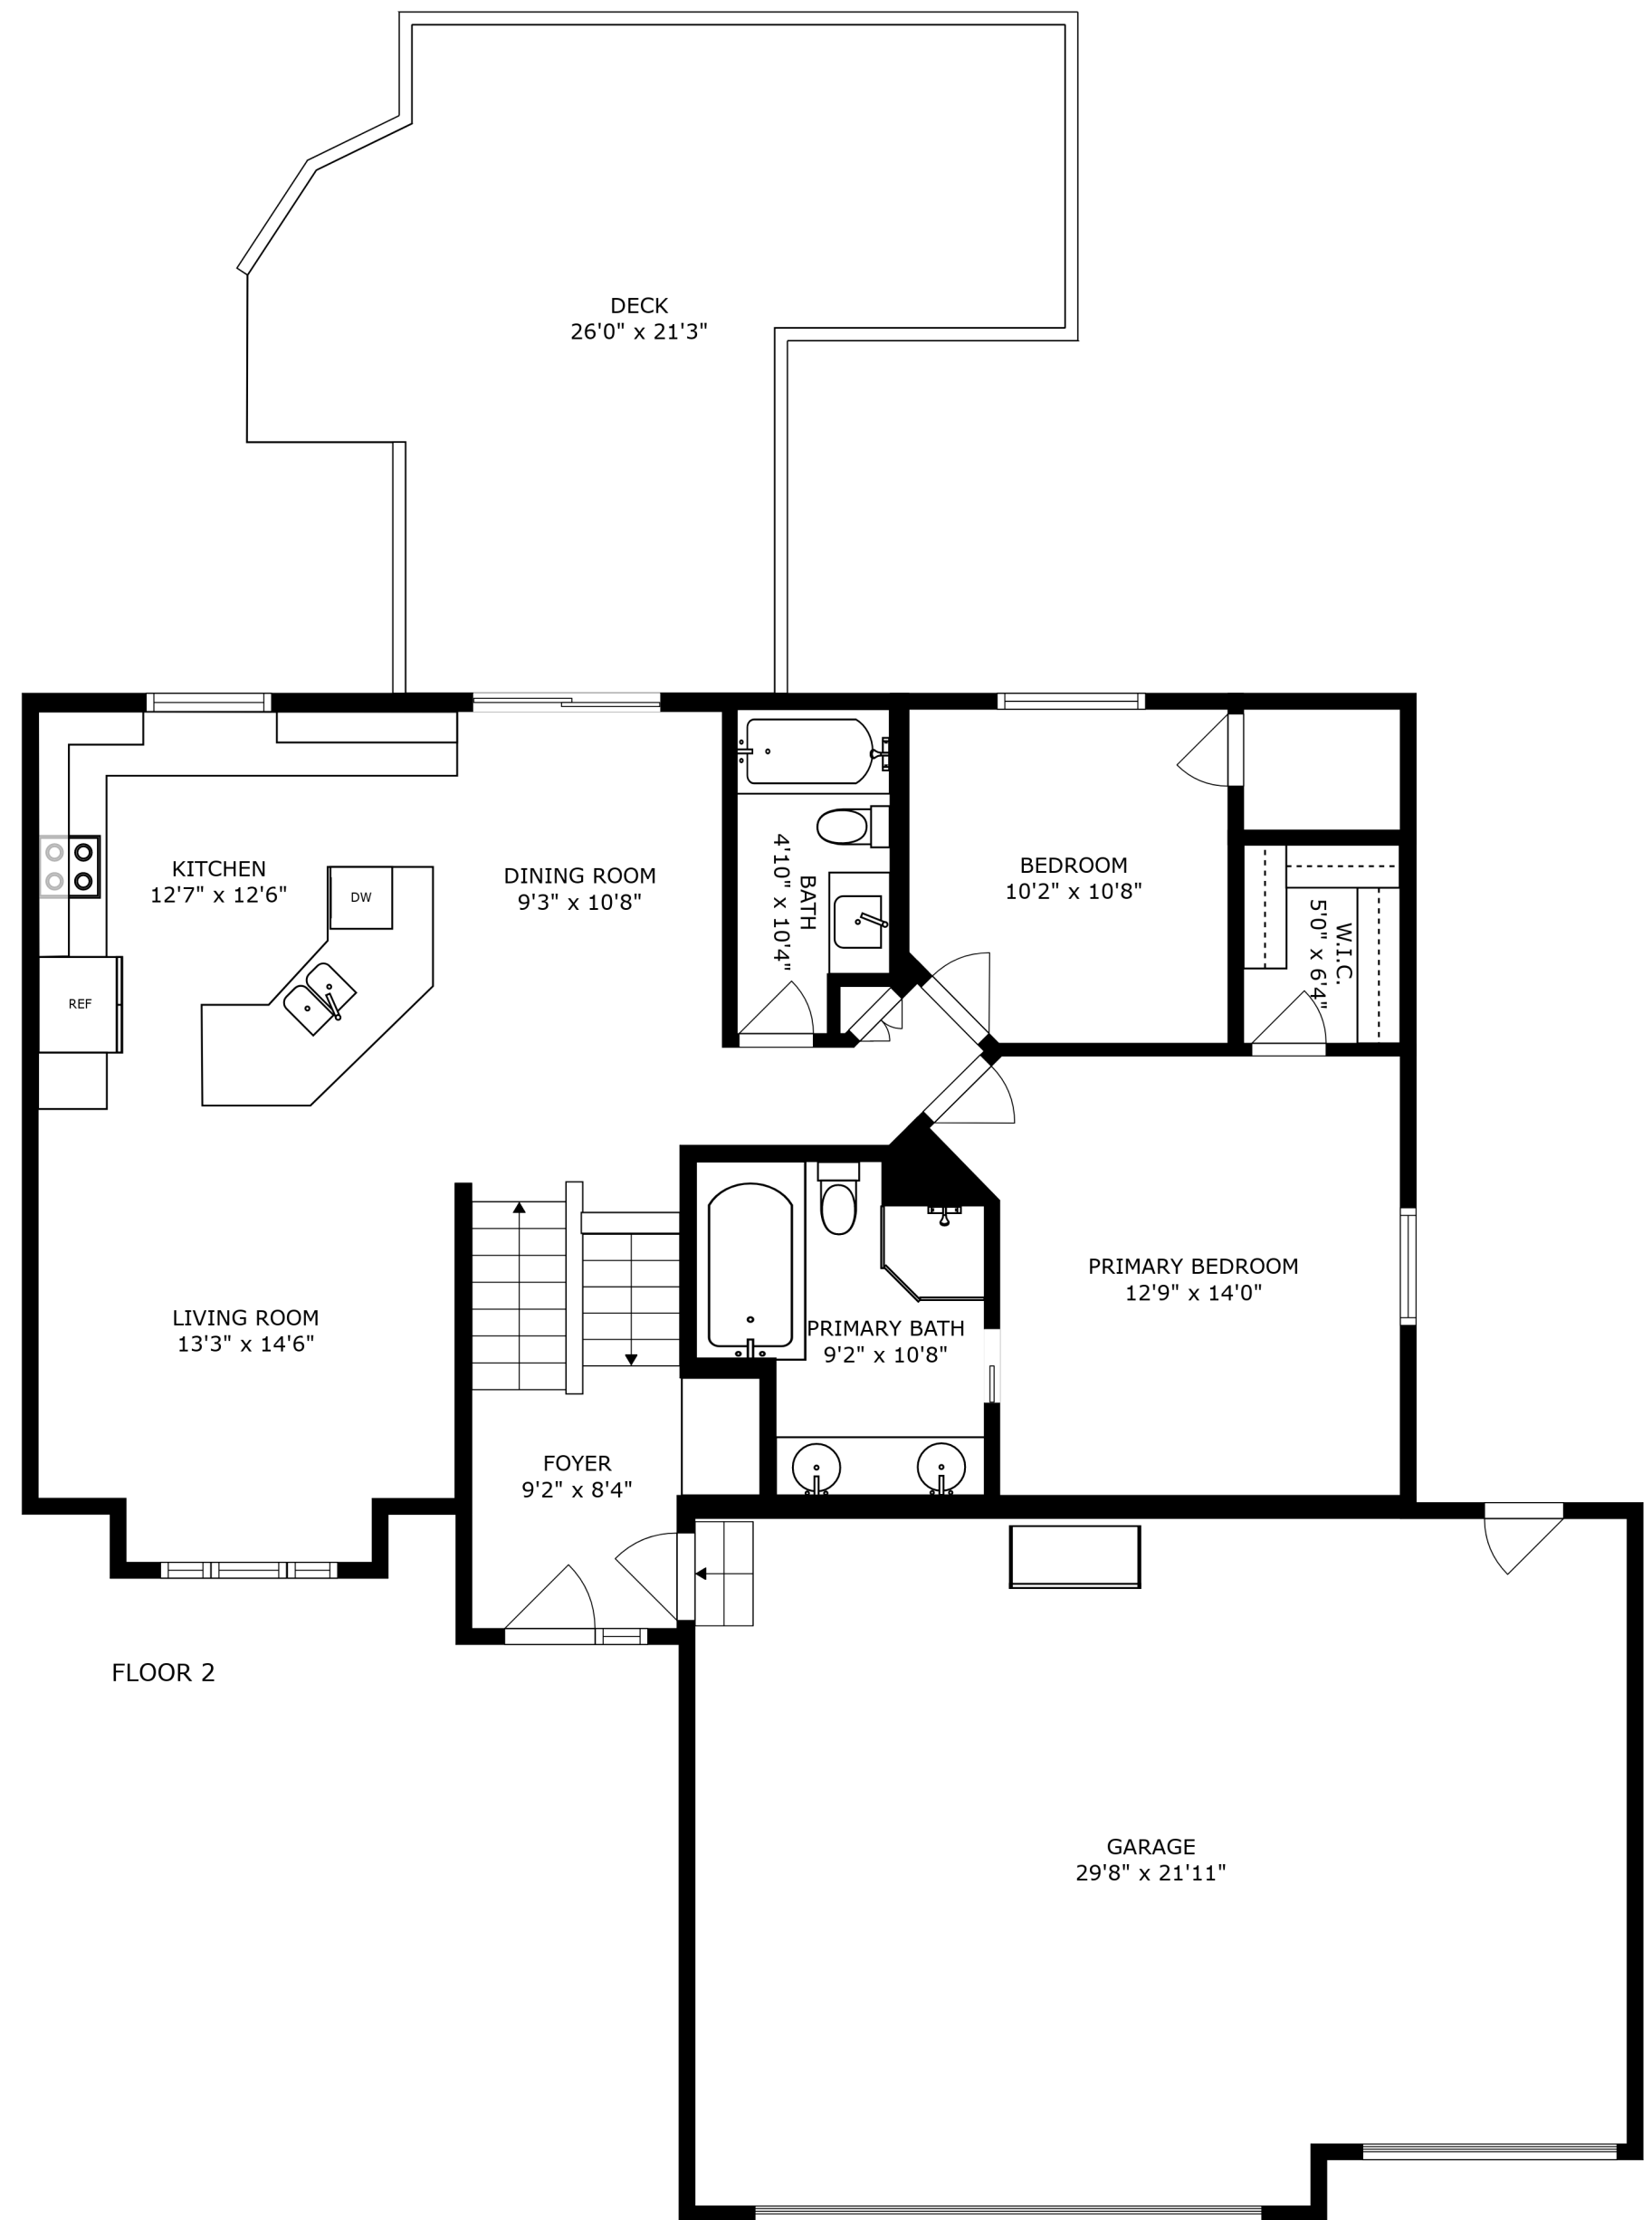 DECK
26'0" x 21'3"
KITCHEN
12'7" x 12'6"
DW
REF
DINING ROOM
9'3" x 10'8"
BATH
4'10" x 10'4"
BEDROOM
10'2" x 10'8"
W.I.C.
5'0" x 6'4"
LIVING ROOM
13'3" x 14'6"
PRIMARY BATH
9'2" x 10'8"
PRIMARY BEDROOM
12'9" x 14'0"
FOYER
9'2" x 8'4"
FLOOR 2
GARAGE
29'8" x 21'11"